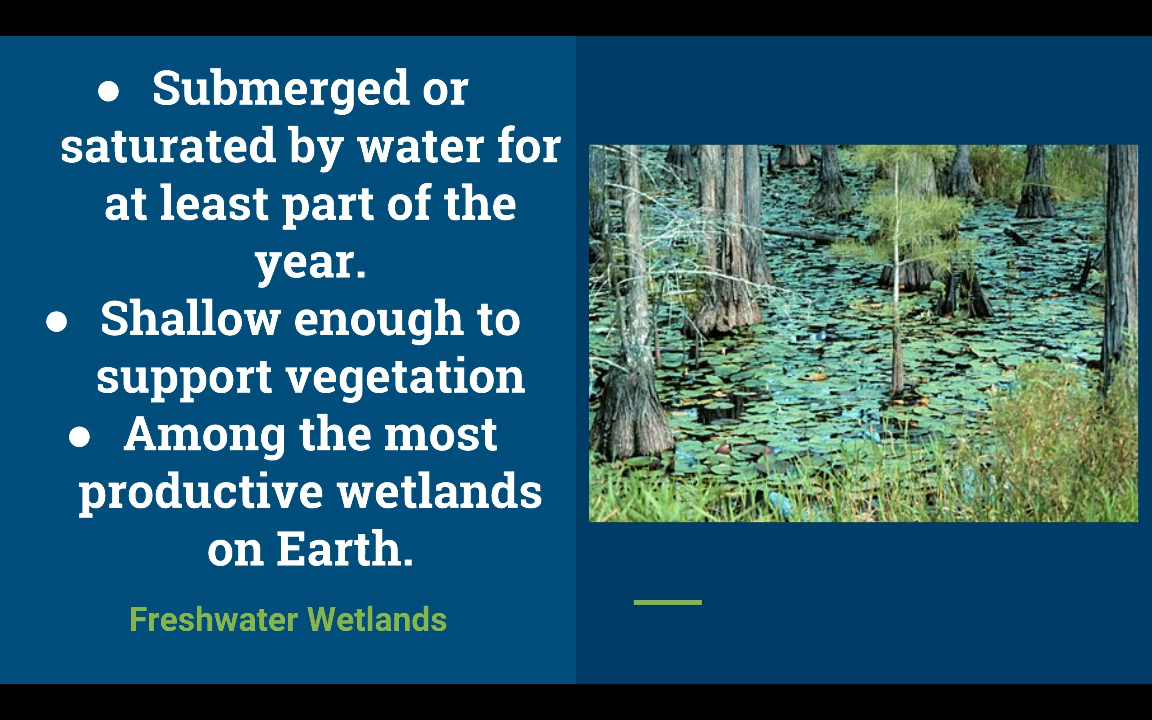 ● Submerged or
saturated by water for
at least part of the
year.
● Shallow enough to
support vegetation
● Among the most
productive wetlands
on Earth.
Freshwater Wetlands